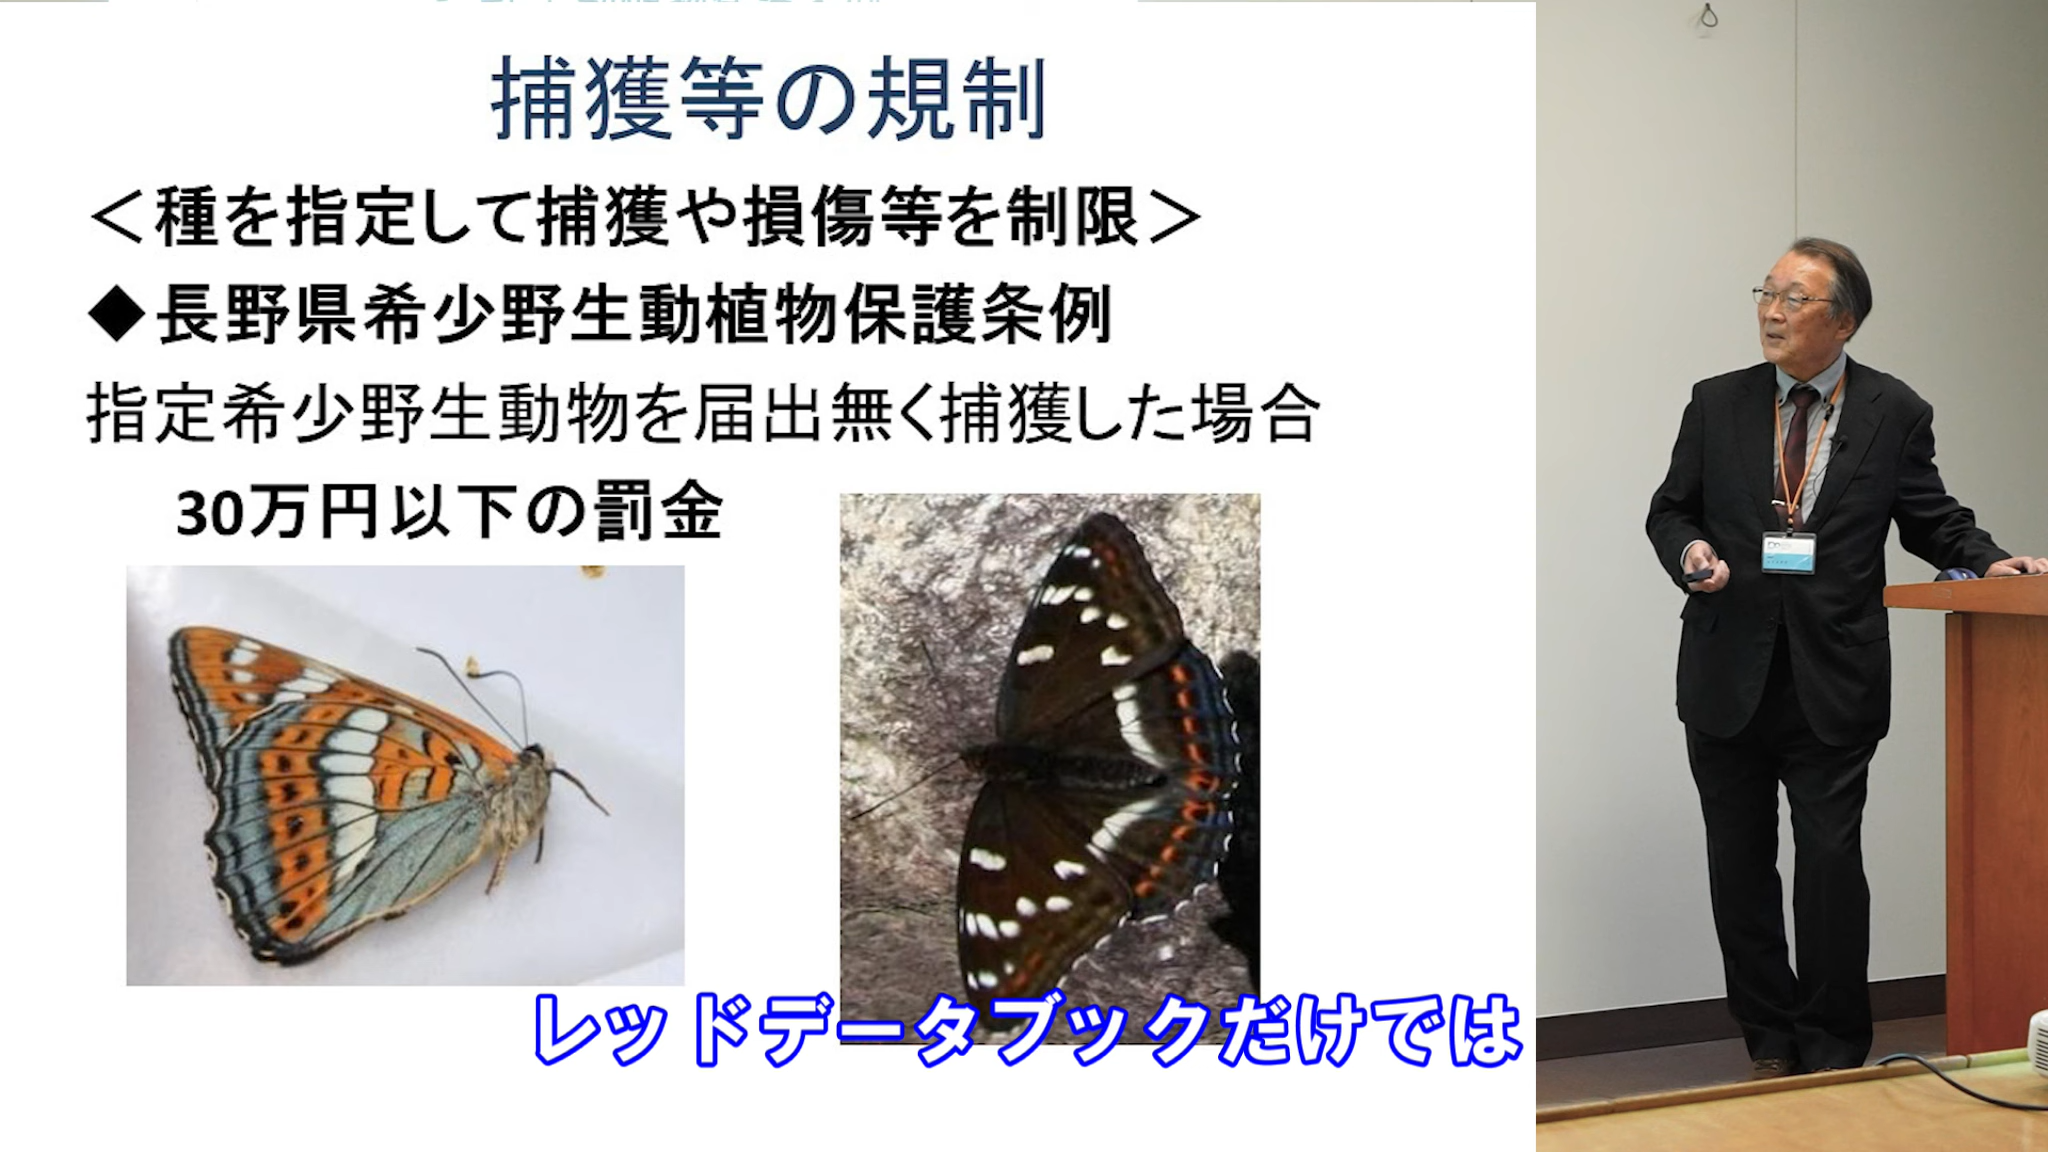 捕獲等の規制
＜種を指定して捕獲や損傷等を制限＞
◆長野県希少野生動植物保護条例
指定希少野生動物を届出無く捕獲した場合
30万円以下の罰金
レッドデータブックだけでは